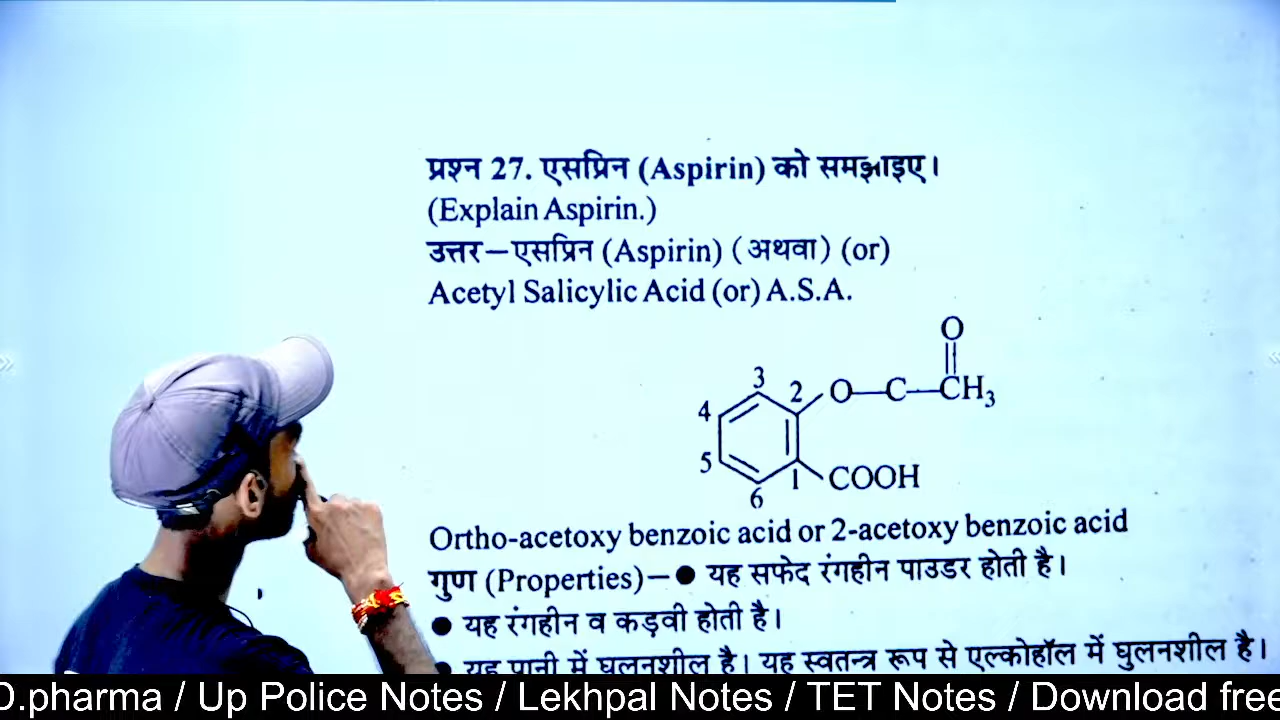 प्रश्न 27. एसप्रिन (Aspirin) को समझाइए।
(Explain Aspirin.)
उत्तर—एसप्रिन (Aspirin) (अथवा) (or)
Acetyl Salicylic Acid (or) A.S.A.
O
3 2 O—C—CH₃
4
5
1 COOH
6
Ortho-acetoxy benzoic acid or 2-acetoxy benzoic acid
गुण (Properties)—● यह सफेद रंगहीन पाउडर होती है।
● यह रंगहीन व कड़वी होती है।
● यह पानी में घुलनशील है। यह स्वतन्त्र रूप से एल्कोहॉल में घुलनशील है।
D.pharma / Up Police Notes / Lekhpal Notes / TET Notes / Download free